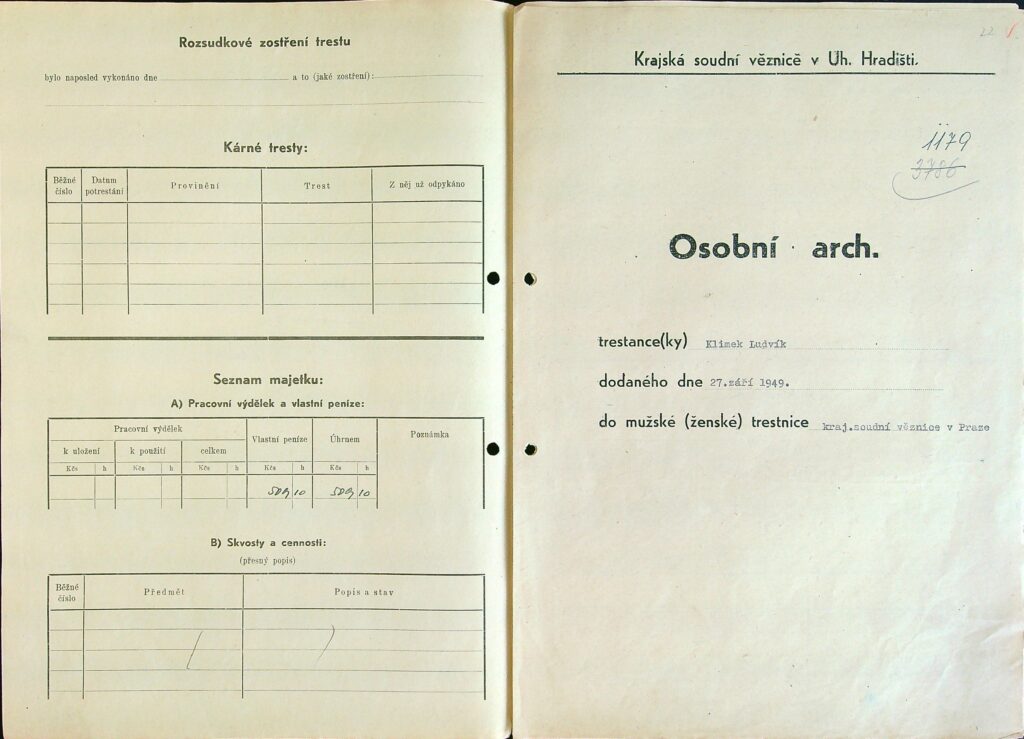 Rozsudkové zostření trestu
bylo naposled vykonáno dne a to (jaké zostření):
Kárné tresty:
Běžné číslo Datum potrestání Provinění Trest Z něj už odpykáno
Seznam majetku:
A) Pracovní výdělek a vlastní peníze:
Pracovní výdělek Vlastní peníze Úhrnem Poznámka
k uložení k použití celkem
Kčs h Kčs h Kčs h Kčs h Kčs h
10 10
B) Skvosty a cennosti:
(přesný popis)
Běžné číslo Předmět Popis a stav
22
Krajská soudní věznice v Uh. Hradišti.
1179
3786
Osobní arch.
trestance(ky) Klimek Ludvík
dodaného dne 27.září 1949.
do mužské (ženské) trestnice kraj.soudní věznice v Praze